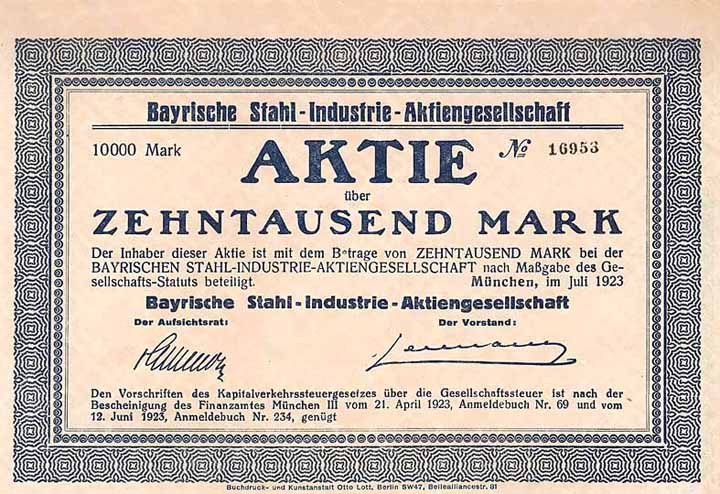 Bayrische Stahl-Industrie-Aktiengesellschaft
10000 Mark AKTIE № 16953
über
ZEHNTAUSEND MARK
Der Inhaber dieser Aktie ist mit dem Betrage von ZEHNTAUSEND MARK bei der
BAYRISCHEN STAHL-INDUSTRIE-AKTIENGESELLSCHAFT nach Maßgabe des Ge-
sellschafts-Statuts beteiligt. München, im Juli 1923
Bayrische Stahl-Industrie-Aktiengesellschaft
Der Aufsichtsrat: Der Vorstand:
Den Vorschriften des Kapitalverkehrssteuergesetzes über die Gesellschaftssteuer ist nach der
Bescheinigung des Finanzamtes München III vom 21. April 1923, Anmeldebuch Nr. 69 und vom
12. Juni 1923, Anmeldebuch Nr. 234, genügt
Buchdruck- und Kunstanstalt Otto Lott, Berlin SW47, Belleallliancestr. 81